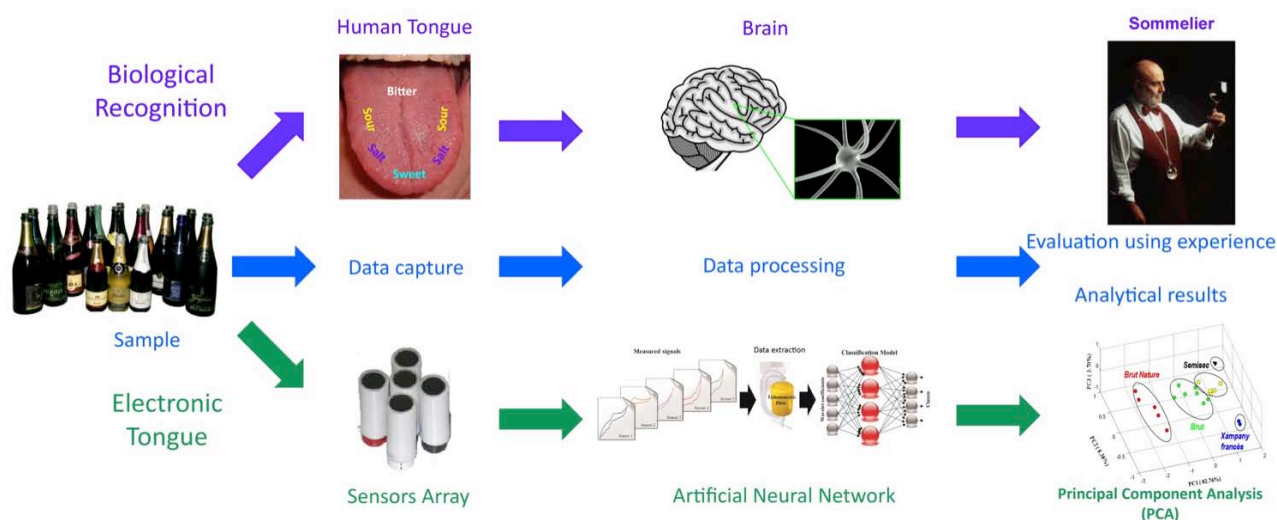 Human Tongue
Brain
Sommelier
Biological
Recognition
Bitter
Sour
Sour
Salt
Salt
Sweet
Sample
Data capture
Data processing
Evaluation using experience
Analytical results
Electronic
Tongue
Sensors Array
Measured signals
Data extraction
Classification Model
Classes
Artificial Neural Network
Semisec
Brut Nature
Brut
Xampany
francès
Principal Component Analysis
(PCA)